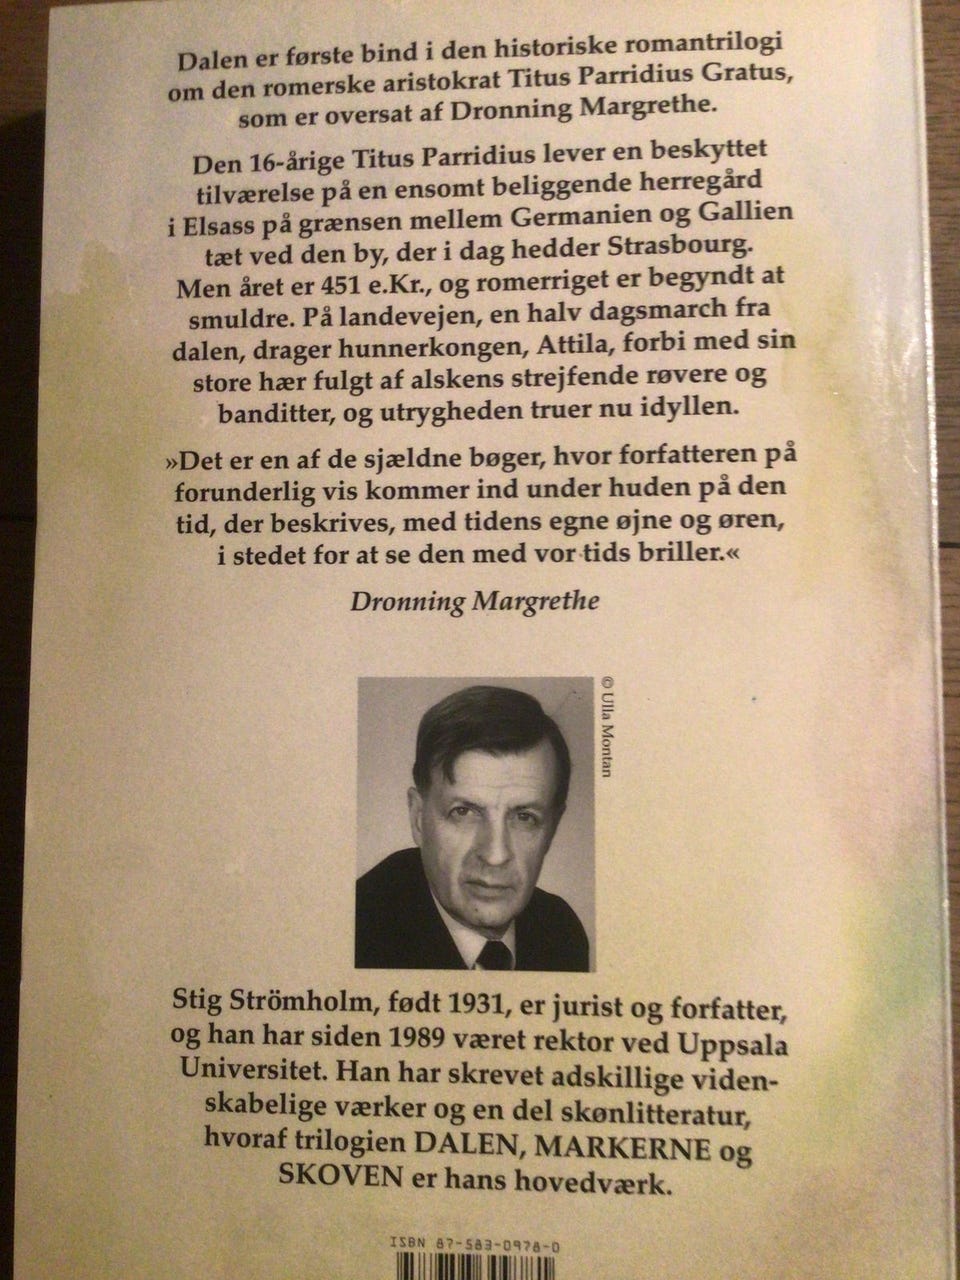 Dalen er første bind i den historiske romantrilogi
om den romerske aristokrat Titus Parridius Gratus,
som er oversat af Dronning Margrethe.
Den 16-årige Titus Parridius lever en beskyttet
tilværelse på en ensomt beliggende herregård
i Elsass på grænsen mellem Germanien og Gallien
tæt ved den by, der i dag hedder Strasbourg.
Men året er 451 e.Kr., og romerriget er begyndt at
smuldre. På landevejen, en halv dagsmarch fra
dalen, drager hunnerkongen, Attila, forbi med sin
store hær fulgt af alskens strejfende røvere og
banditter, og utrygheden truer nu idyllen.
»Det er en af de sjældne bøger, hvor forfatteren på
forunderlig vis kommer ind under huden på den
tid, der beskrives, med tidens egne øjne og øren,
i stedet for at se den med vor tids briller.«
Dronning Margrethe
© Ulla Montan
Stig Strömholm, født 1931, er jurist og forfatter,
og han har siden 1989 været rektor ved Uppsala
Universitet. Han har skrevet adskillige viden-
skabelige værker og en del skønlitteratur,
hvoraf trilogien DALEN, MARKERNE og
SKOVEN er hans hovedværk.
ISBN 87-583-0978-0